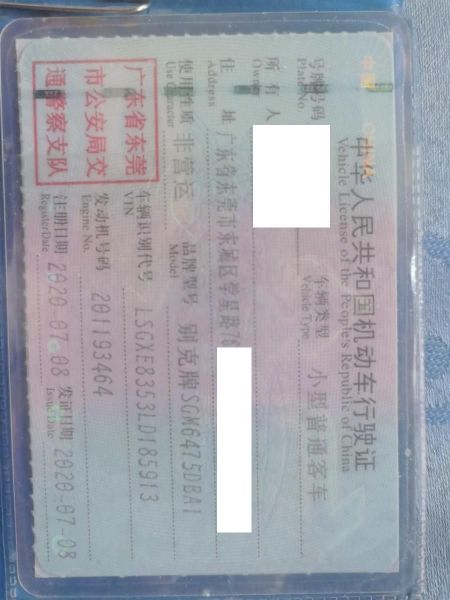 中华人民共和国机动车行驶证
Vehicle License of the People's Republic of China
号牌号码
Plate No.
车辆类型 小型普通客车
Vehicle Type
所有人
Owner
住址 广东省东莞市东城区学星路76
Address
使用性质 非营运
Use Character
品牌型号 别克牌SGM6475DBA1
Model
广东省东莞
市公安局交
通警察支队
车辆识别代号 LSGXE8353LD185913
VIN
发动机号码 201193464
Engine No.
注册日期 2020-07-08 发证日期 2020-07-08
Register Date Issue Date